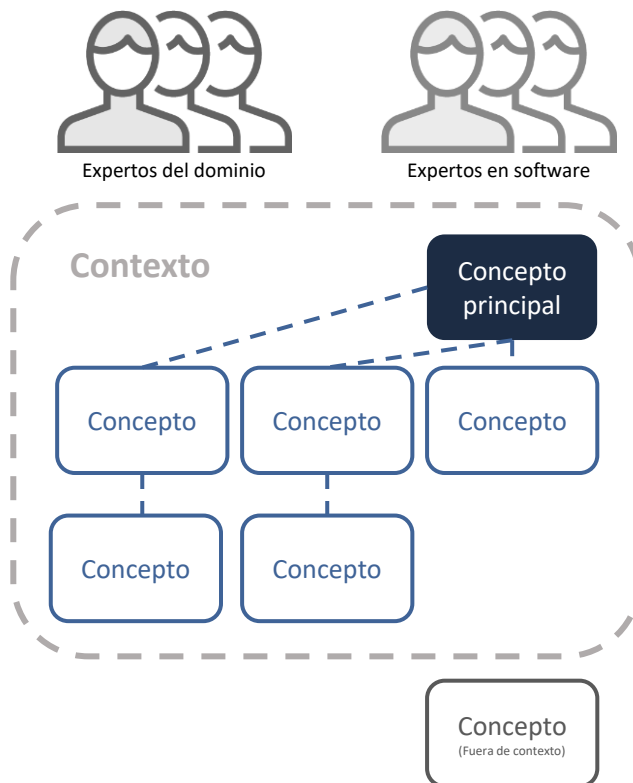 Expertos del dominio
Expertos en software
Contexto
Concepto
principal
Concepto
Concepto
Concepto
Concepto
Concepto
Concepto
(Fuera de contexto)